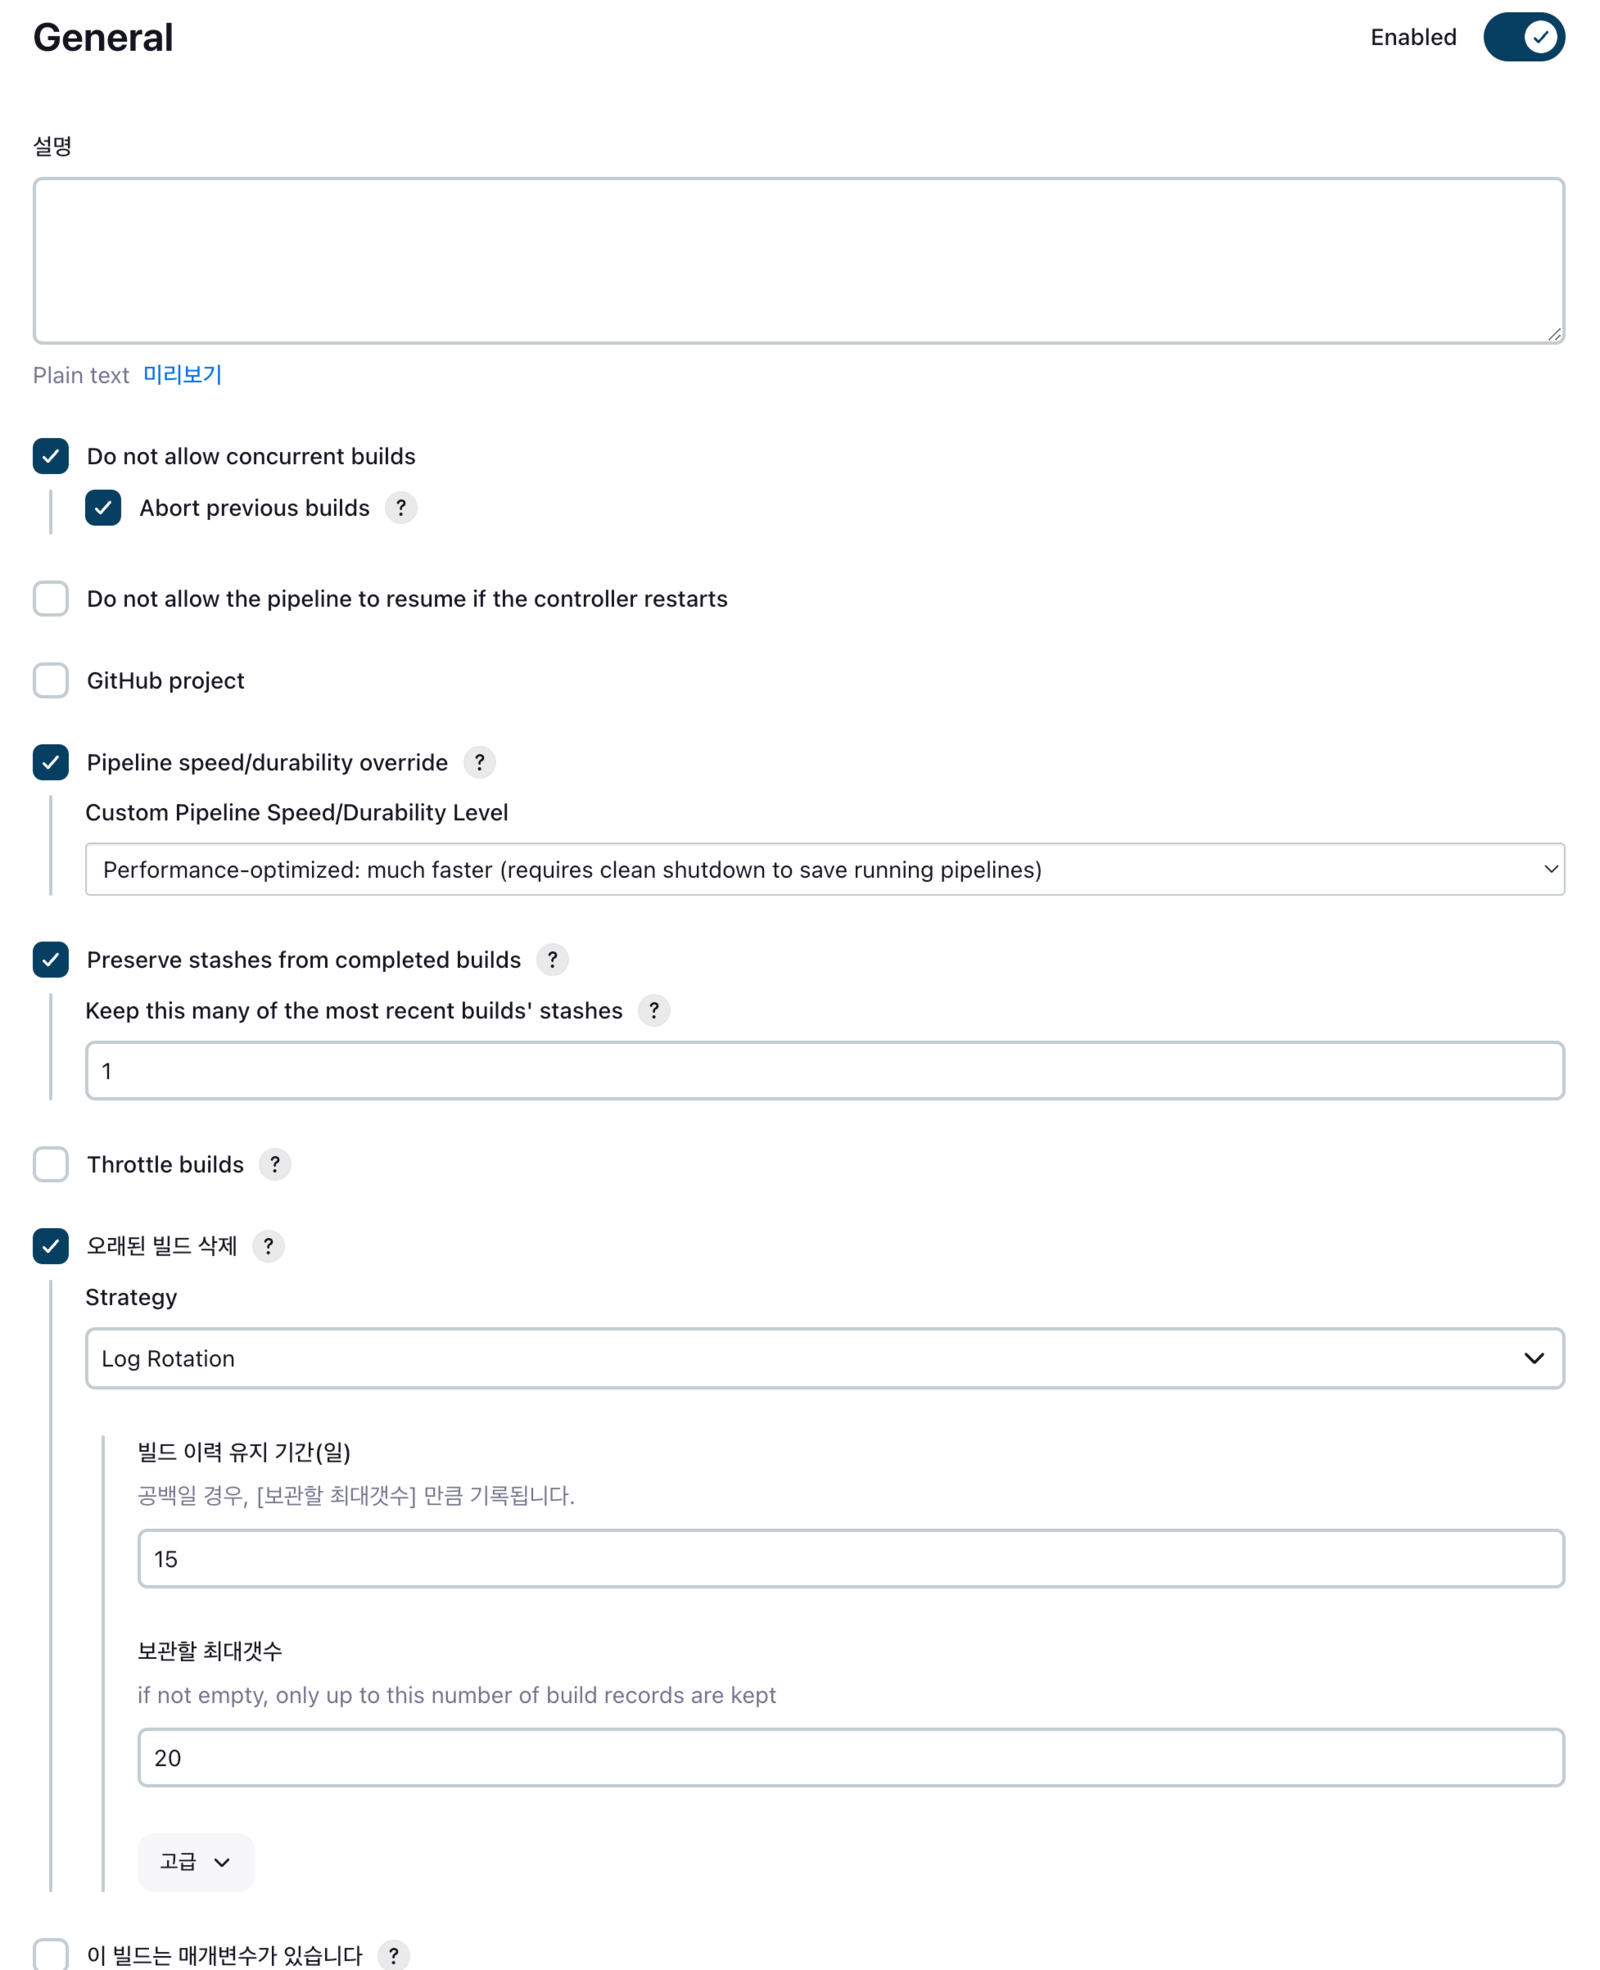 General
Enabled
설명
Plain text 미리보기
Do not allow concurrent builds
Abort previous builds ?
Do not allow the pipeline to resume if the controller restarts
GitHub project
Pipeline speed/durability override ?
Custom Pipeline Speed/Durability Level
Performance-optimized: much faster (requires clean shutdown to save running pipelines)
Preserve stashes from completed builds ?
Keep this many of the most recent builds' stashes ?
1
Throttle builds ?
오래된 빌드 삭제 ?
Strategy
Log Rotation
빌드 이력 유지 기간(일)
공백일 경우, [보관할 최대갯수] 만큼 기록됩니다.
15
보관할 최대갯수
if not empty, only up to this number of build records are kept
20
고급
이 빌드는 매개변수가 있습니다 ?